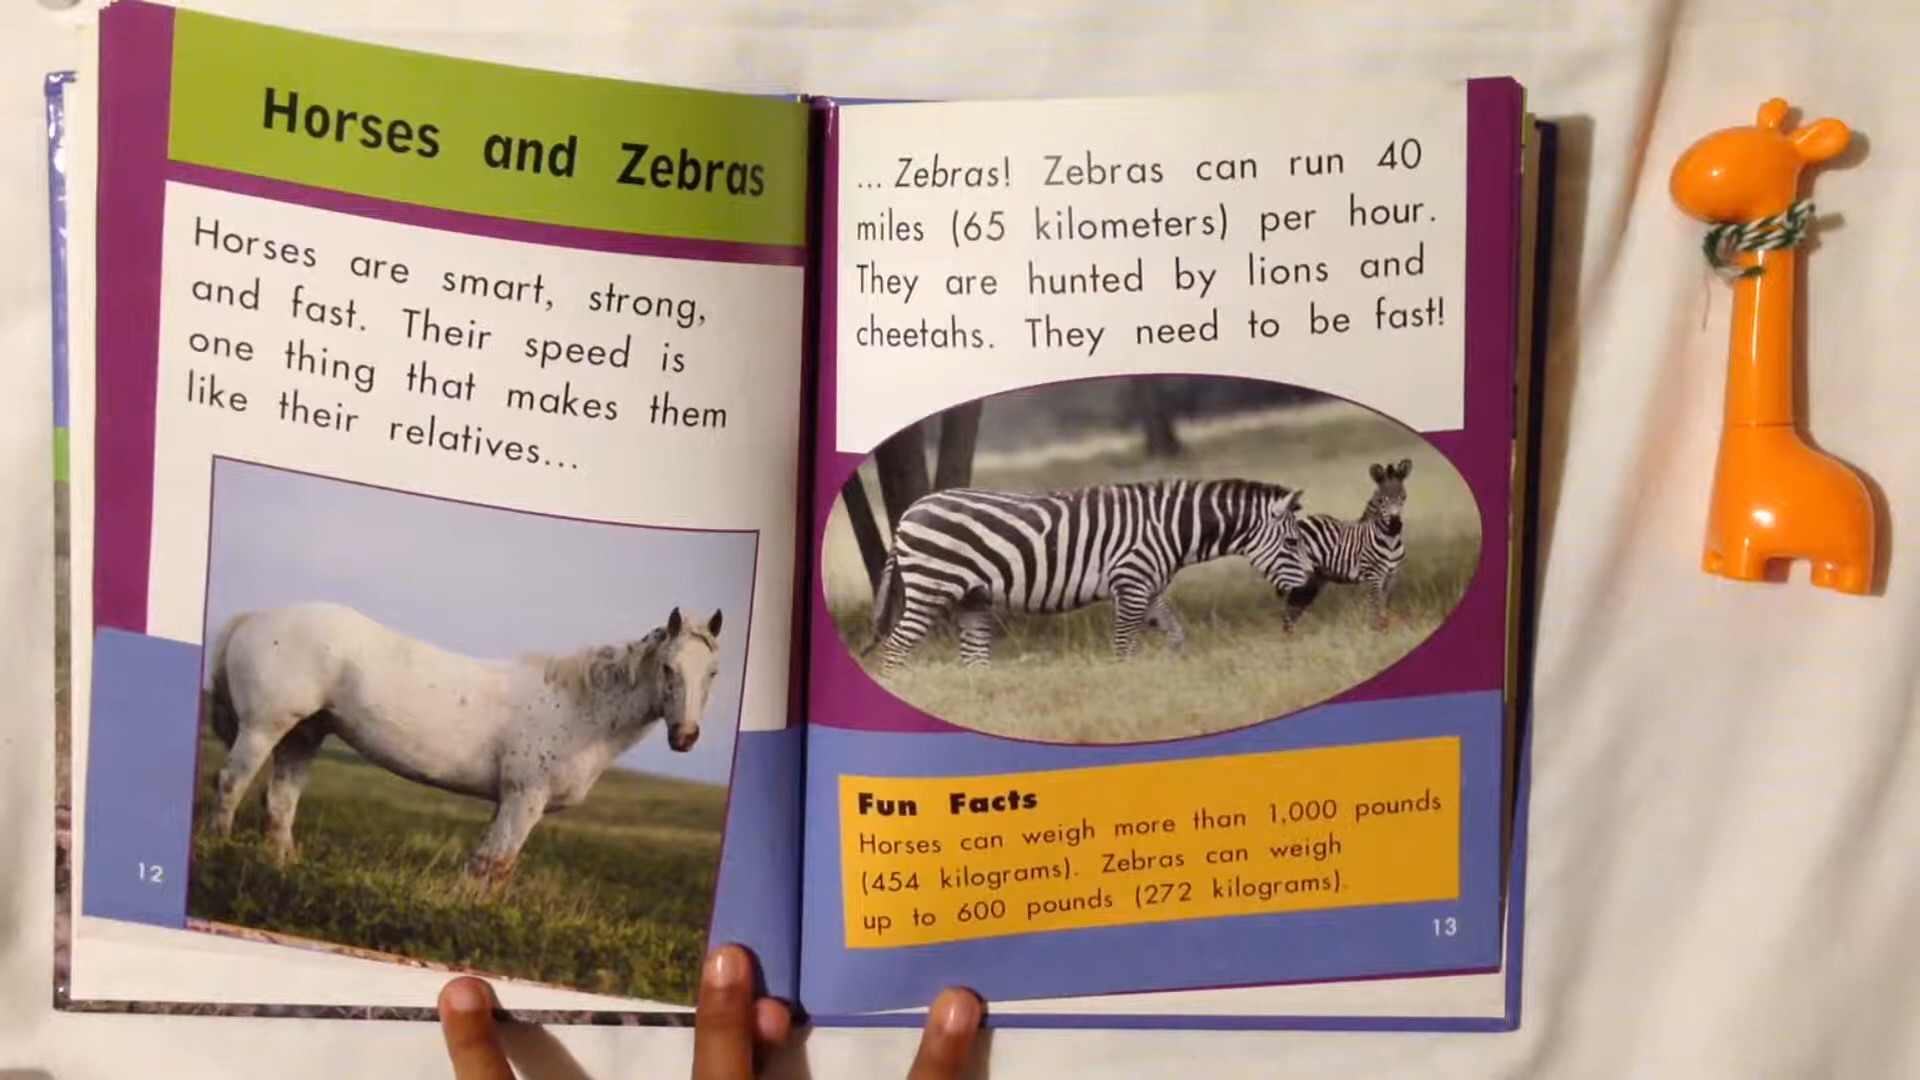 Horses and Zebras
Horses are smart, strong,
and fast. Their speed is
one thing that makes them
like their relatives...
12
... Zebras! Zebras can run 40
miles (65 kilometers) per hour.
They are hunted by lions and
cheetahs. They need to be fast!
Fun Facts
Horses can weigh more than 1,000 pounds
(454 kilograms). Zebras can weigh
up to 600 pounds (272 kilograms).
13